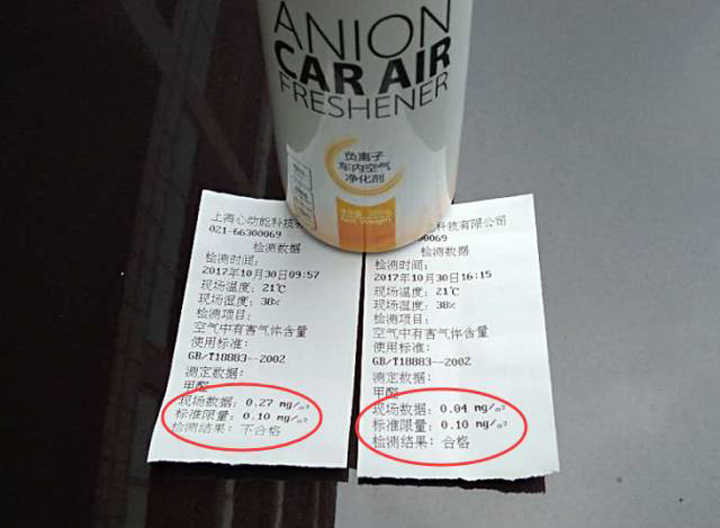 ANION
CAR AIR
FRESHENER
负离子
车内空气
净化剂
上海心功能科技
021-66300069
检测数据
检测时间:
2017年10月30日09:57
现场温度: 21℃
现场湿度: 38%
检测项目:
空气中有害气体含量
使用标准:
GB/T18883--2002
测定数据:
甲醛
现场数据: 0.27 mg/m³
标准限量: 0.10 mg/m³
检测结果: 不合格
科技有限公司
0069
检测数据
检测时间:
2017年10月30日16:15
现场温度: 21℃
现场湿度: 38%
检测项目:
空气中有害气体含量
使用标准:
GB/T18883--2002
测定数据:
甲醛
现场数据: 0.04 mg/m³
标准限量: 0.10 mg/m³
检测结果: 合格